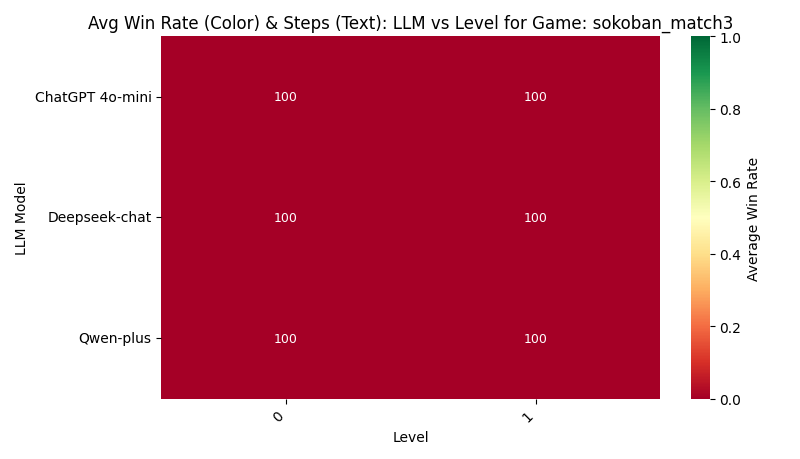 Avg Win Rate (Color) & Steps (Text): LLM vs Level for Game: sokoban_match3
LLM Model
ChatGPT 4o-mini
100 100
Deepseek-chat
100 100
Qwen-plus
100 100
0 1
Level
1.0
0.8
0.6
0.4
0.2
0.0
Average Win Rate